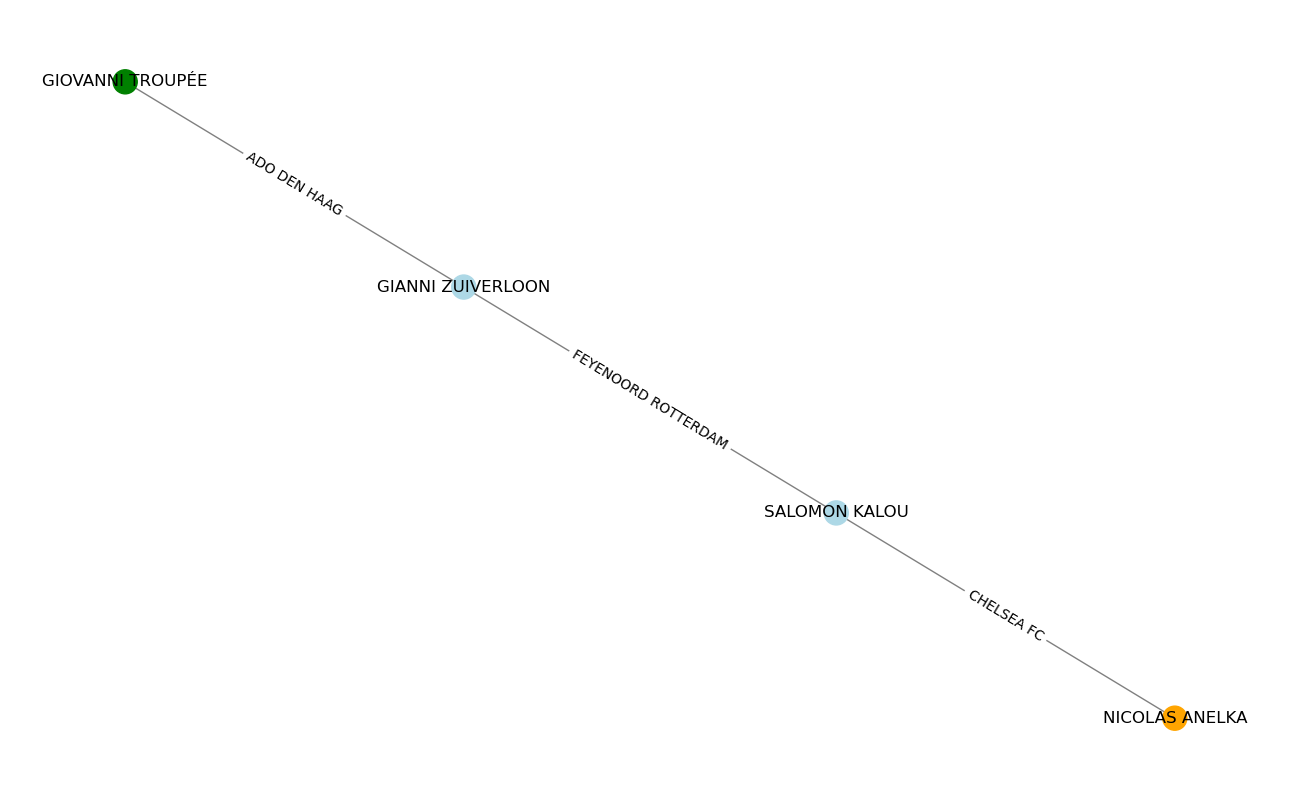 GIOVANNI TROUPÉE
ADO DEN HAAG
GIANNI ZUIVERLOON
FEYENOORD ROTTERDAM
SALOMON KALOU
CHELSEA FC
NICOLAS ANELKA